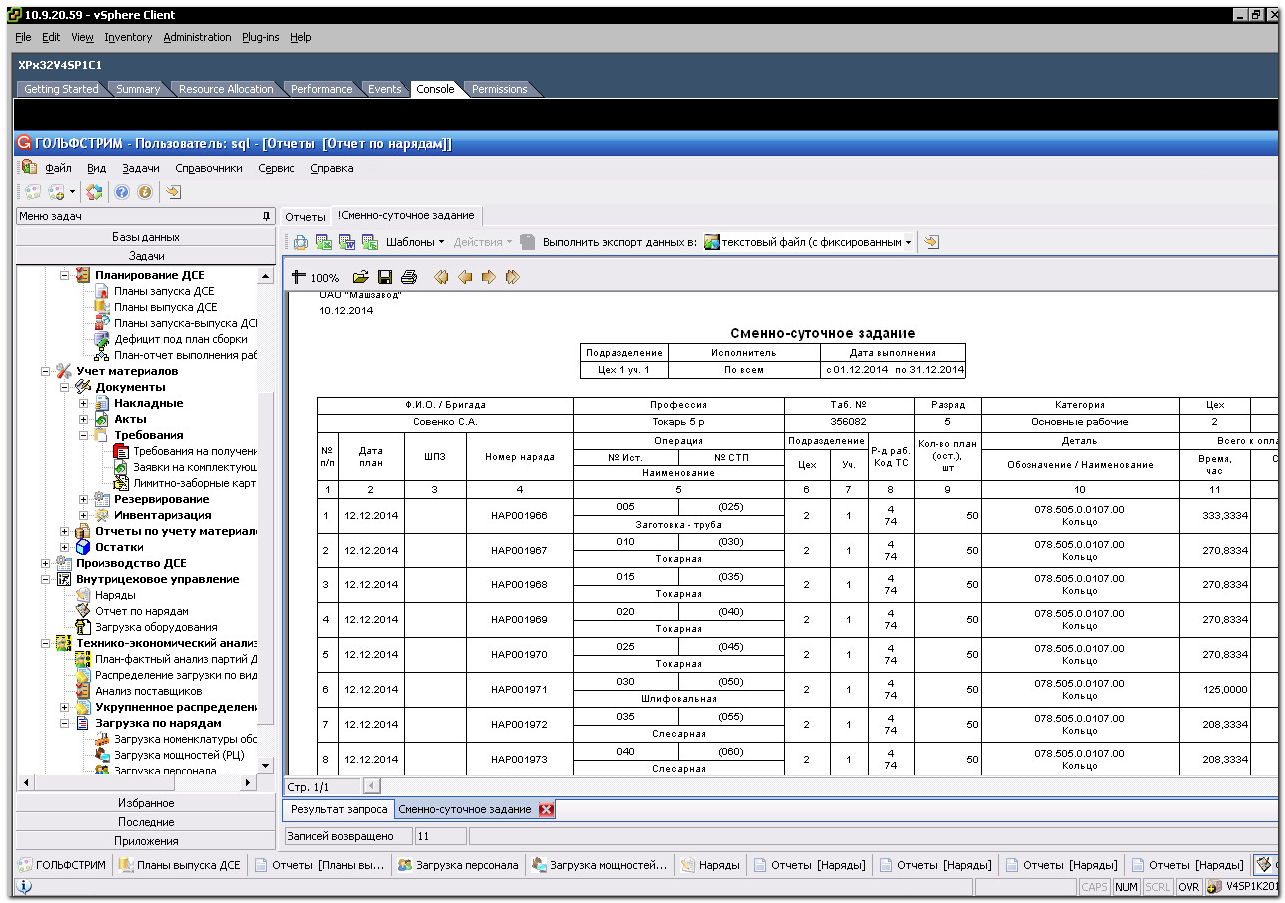 10.9.20.59 - vSphere Client
File Edit View Inventory Administration Plug-ins Help
XPx32V4SP1C1
Getting Started Summary Resource Allocation Performance Events Console Permissions
ГОЛЬФСТРИМ - Пользователь: sql - [Отчеты [Отчет по нарядам]]
Файл Вид Задачи Справочники Сервис Справка
Меню задач
Базы данных
Задачи
Планирование ДСЕ
Планы запуска ДСЕ
Планы выпуска ДСЕ
Планы запуска-выпуска ДСІ
Дефицит под план сборки
План-отчет выполнения раб
Учет материалов
Документы
Накладные
Акты
Требования
Требования на получен
Заявки на комплектующ
Лимитно-заборные карт
Резервирование
Инвентаризация
Отчеты по учету материал
Остатки
Производство ДСЕ
Внутрицеховое управление
Наряды
Отчет по нарядам
Загрузка оборудования
Технико-экономический анализ
План-фактный анализ партий Д
Распределение загрузки по вид
Анализ поставщиков
Укрупненное распределени
Загрузка по нарядам
Загрузка номенклатуры обо
Загрузка мощностей (РЦ)
Загрузка персонала
Избранное
Последние
Приложения
Отчеты !Сменно-суточное задание
Шаблоны Действия Выполнить экспорт данных в: текстовый файл (с фиксированным
100%
ОАО "Машзавод"
10.12.2014
Сменно-суточное задание
Подразделение Исполнитель Дата выполнения
Цех 1 уч. 1 По всем с 01.12.2014 по 31.12.2014
Ф.И.О. / Бригада Профессия Таб. № Разряд Категория Цех
Совенко С.А. Токарь 5 р 356082 5 Основные рабочие 2
№ п/п Дата план ШПЗ Номер наряда Операция № Ист. № СТП Наименование Подразделение Цех Уч. Р-д раб. Код ТС Кол-во план (ост.), шт Деталь Обозначение / Наименование Всего к опла Время, час С
1 2 3 4 5 6 7 8 9 10 11
1 12.12.2014 НАР001966 005 (025) Заготовка - труба 2 1 4 74 50 078.505.0.0107.00 Кольцо 333,3334
2 12.12.2014 НАР001967 010 (030) Токарная 2 1 4 74 50 078.505.0.0107.00 Кольцо 270,8334
3 12.12.2014 НАР001968 015 (035) Токарная 2 1 4 74 50 078.505.0.0107.00 Кольцо 270,8334
4 12.12.2014 НАР001969 020 (040) Токарная 2 1 4 74 50 078.505.0.0107.00 Кольцо 270,8334
5 12.12.2014 НАР001970 025 (045) Токарная 2 1 4 74 50 078.505.0.0107.00 Кольцо 270,8334
6 12.12.2014 НАР001971 030 (050) Шлифовальная 2 1 4 74 50 078.505.0.0107.00 Кольцо 125,0000
7 12.12.2014 НАР001972 035 (055) Слесарная 2 1 4 74 50 078.505.0.0107.00 Кольцо 208,3334
8 12.12.2014 НАР001973 040 (060) Слесарная 2 1 4 74 50 078.505.0.0107.00 Кольцо 208,3334
Стр. 1/1
Результат запроса Сменно-суточное задание
Записей возвращено 11
ГОЛЬФСТРИМ Планы выпуска ДСЕ Отчеты [Планы вы... Загрузка персонала Загрузка мощностей... Наряды Отчеты [Наряды] Отчеты [Наряды] Отчеты [Наряды] Отчеты [Наряды]
CAPS NUM SCRL OVR V4SP1K201